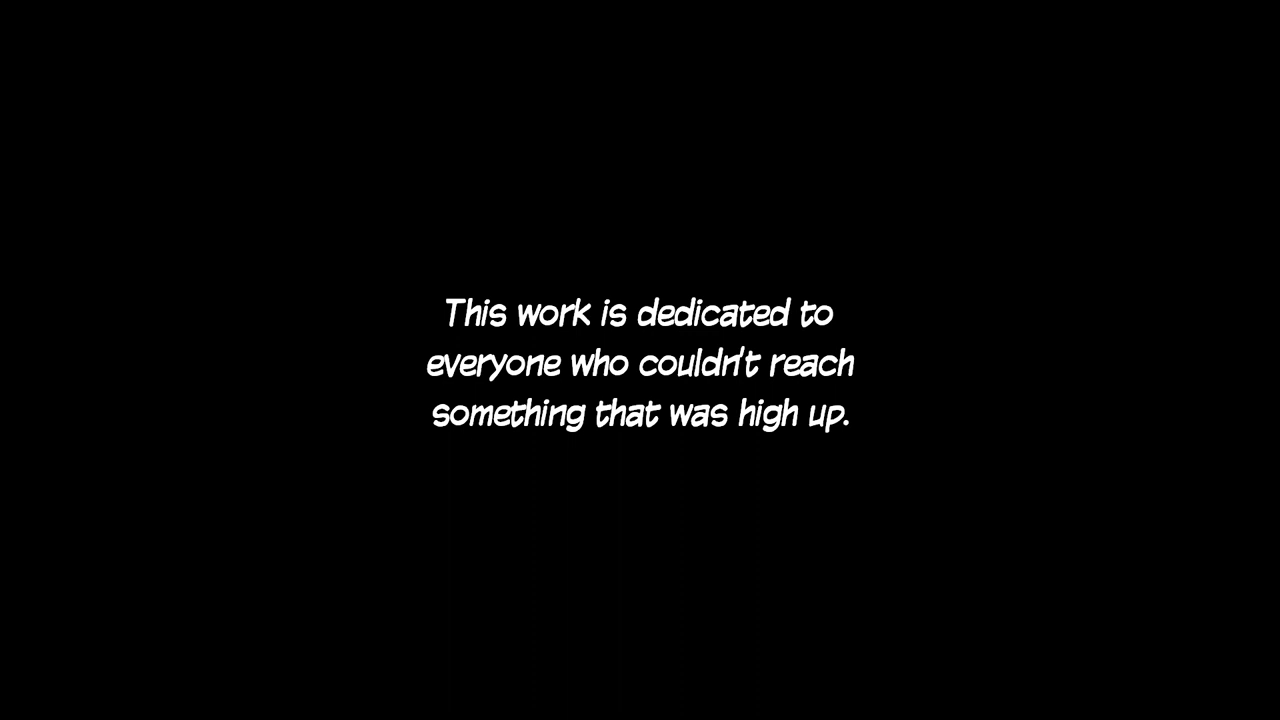 This work is dedicated to
everyone who couldn't reach
something that was high up.